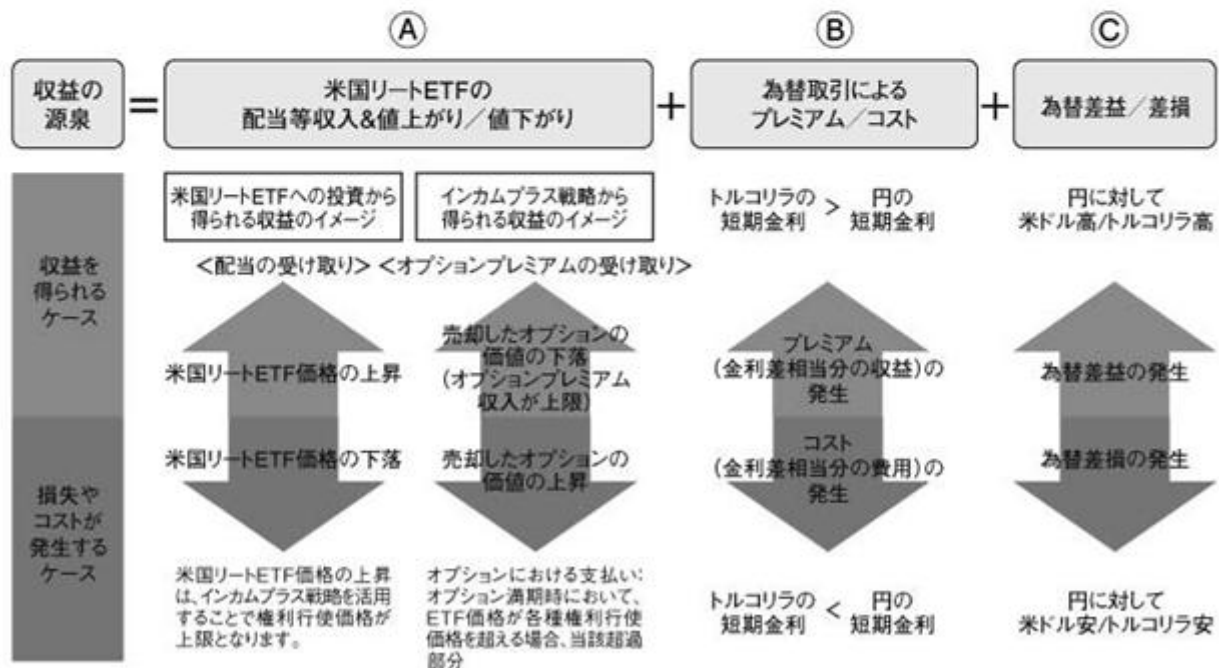 Ⓐ
Ⓑ
Ⓒ
収益の
源泉
=
米国リートETFの
配当等収入&値上がり／値下がり
+
為替取引による
プレミアム／コスト
+
為替差益／差損
収益を
得られる
ケース
米国リートETFへの投資から
得られる収益のイメージ
インカムプラス戦略から
得られる収益のイメージ
＜配当の受け取り＞
＜オプションプレミアムの受け取り＞
米国リートETF価格の上昇
売却したオプションの
価値の下落
(オプションプレミアム
収入が上限)
トルコリラの
短期金利
＞
円の
短期金利
プレミアム
(金利差相当分の収益)の
発生
円に対して
米ドル高/トルコリラ高
為替差益の発生
損失や
コストが
発生する
ケース
米国リートETF価格の下落
売却したオプションの
価値の上昇
米国リートETF価格の上昇
は、インカムプラス戦略を活用
することで権利行使価格が
上限となります。
オプションにおける支払い:
オプション満期時において、
ETF価格が各種権利行使
価格を超える場合、当該超過
部分
コスト
(金利差相当分の費用)の
発生
トルコリラの
短期金利
＜
円の
短期金利
為替差損の発生
円に対して
米ドル安/トルコリラ安